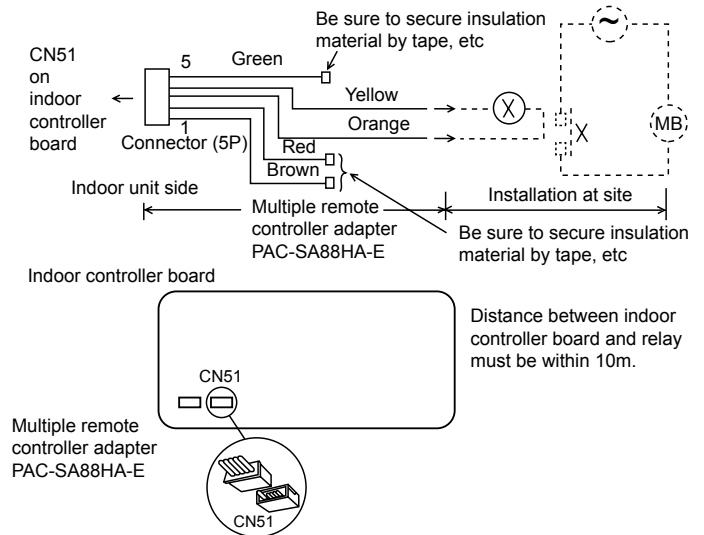 Be sure to secure insulation
material by tape, etc
CN51
on
indoor
controller
board
5
Green
Yellow
X
Orange
X
MB
1
Connector (5P)
Red
Brown
Indoor unit side
Installation at site
Multiple remote
controller adapter
PAC-SA88HA-E
Be sure to secure insulation
material by tape, etc
Indoor controller board
Distance between indoor
controller board and relay
must be within 10m.
CN51
Multiple remote
controller adapter
PAC-SA88HA-E
CN51